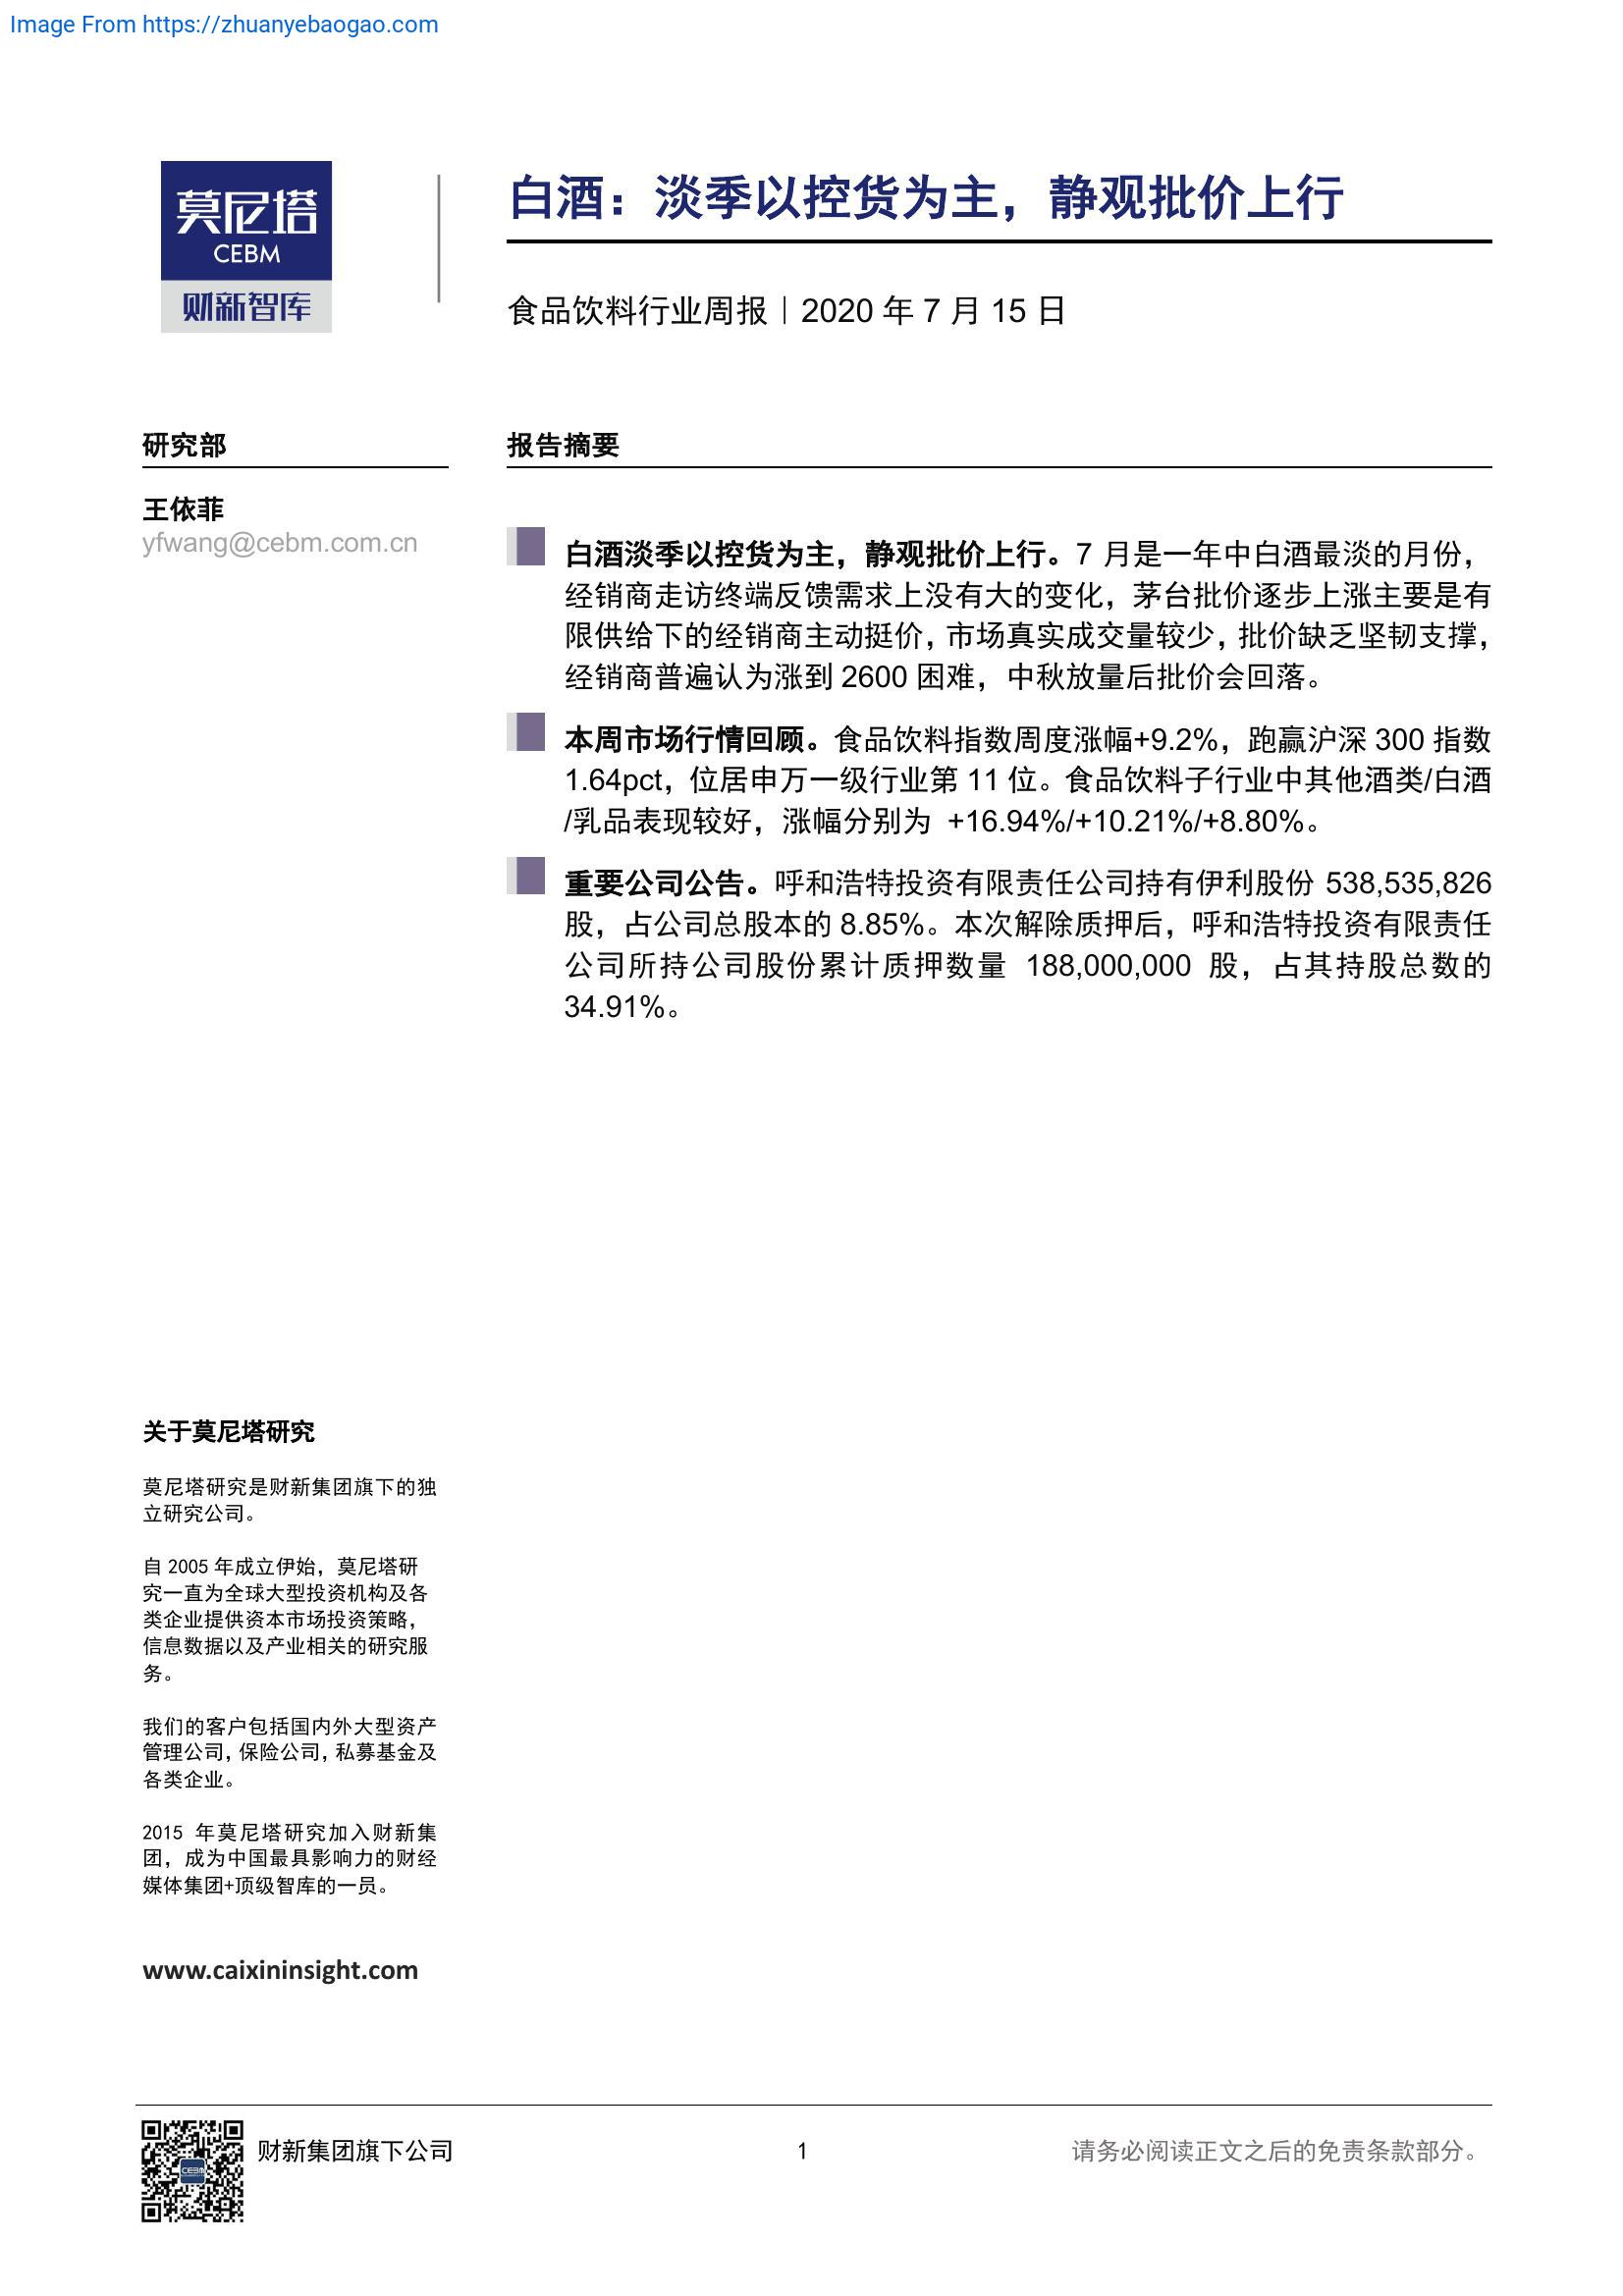 Image From https://zhuanyebaogao.com
莫尼塔
CEBM
财新智库
白酒：淡季以控货为主，静观批价上行
食品饮料行业周报｜2020 年 7 月 15 日
研究部
王依菲
yfwang@cebm.com.cn
报告摘要
白酒淡季以控货为主，静观批价上行。7 月是一年中白酒最淡的月份，
经销商走访终端反馈需求上没有大的变化，茅台批价逐步上涨主要是有
限供给下的经销商主动挺价，市场真实成交量较少，批价缺乏坚韧支撑，
经销商普遍认为涨到 2600 困难，中秋放量后批价会回落。
本周市场行情回顾。食品饮料指数周度涨幅+9.2%，跑赢沪深 300 指数
1.64pct，位居申万一级行业第 11 位。食品饮料子行业中其他酒类/白酒
/乳品表现较好，涨幅分别为 +16.94%/+10.21%/+8.80%。
重要公司公告。呼和浩特投资有限责任公司持有伊利股份 538,535,826
股，占公司总股本的 8.85%。本次解除质押后，呼和浩特投资有限责任
公司所持公司股份累计质押数量 188,000,000 股，占其持股总数的
34.91%。
关于莫尼塔研究
莫尼塔研究是财新集团旗下的独
立研究公司。
自 2005 年成立伊始，莫尼塔研
究一直为全球大型投资机构及各
类企业提供资本市场投资策略，
信息数据以及产业相关的研究服
务。
我们的客户包括国内外大型资产
管理公司，保险公司，私募基金及
各类企业。
2015 年莫尼塔研究加入财新集
团，成为中国最具影响力的财经
媒体集团+顶级智库的一员。
www.caixininsight.com
CEBM
财新集团旗下公司
1
请务必阅读正文之后的免责条款部分。